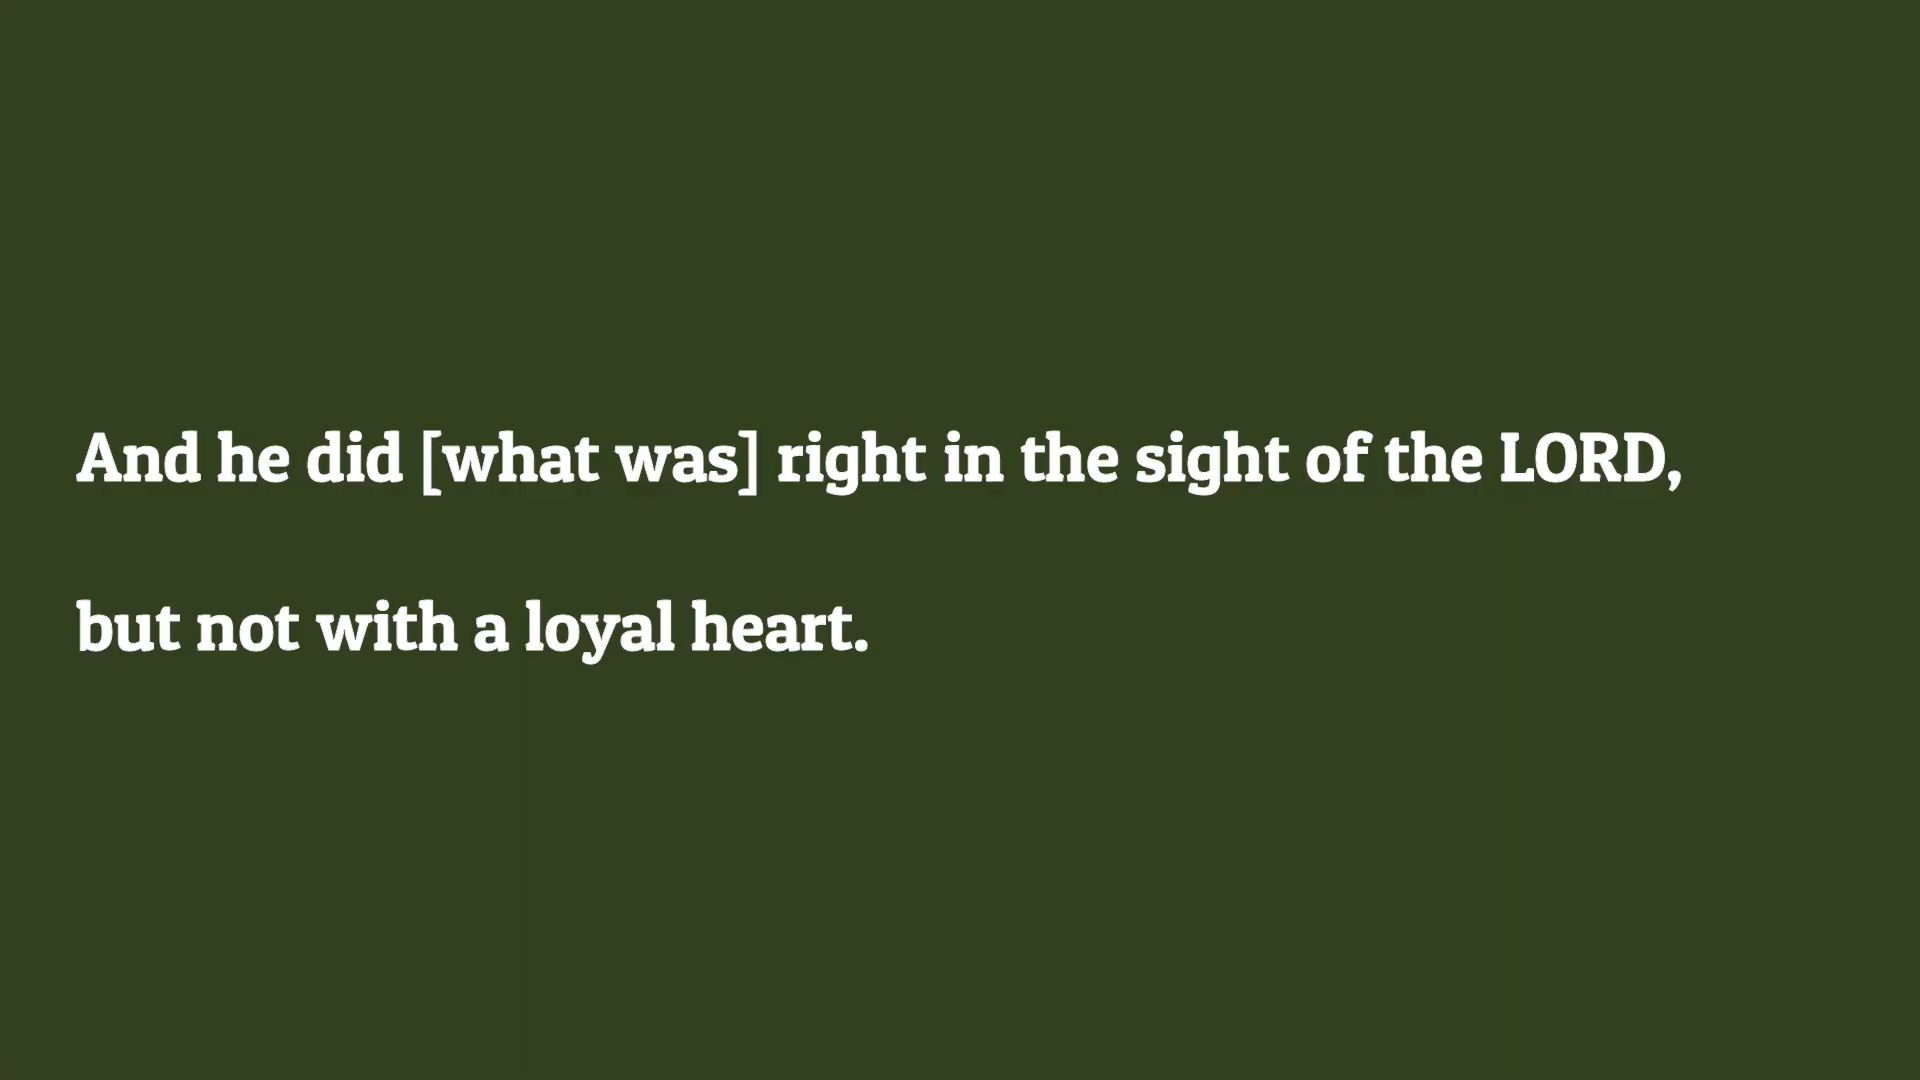 And he did [what was] right in the sight of the LORD,
but not with a loyal heart.